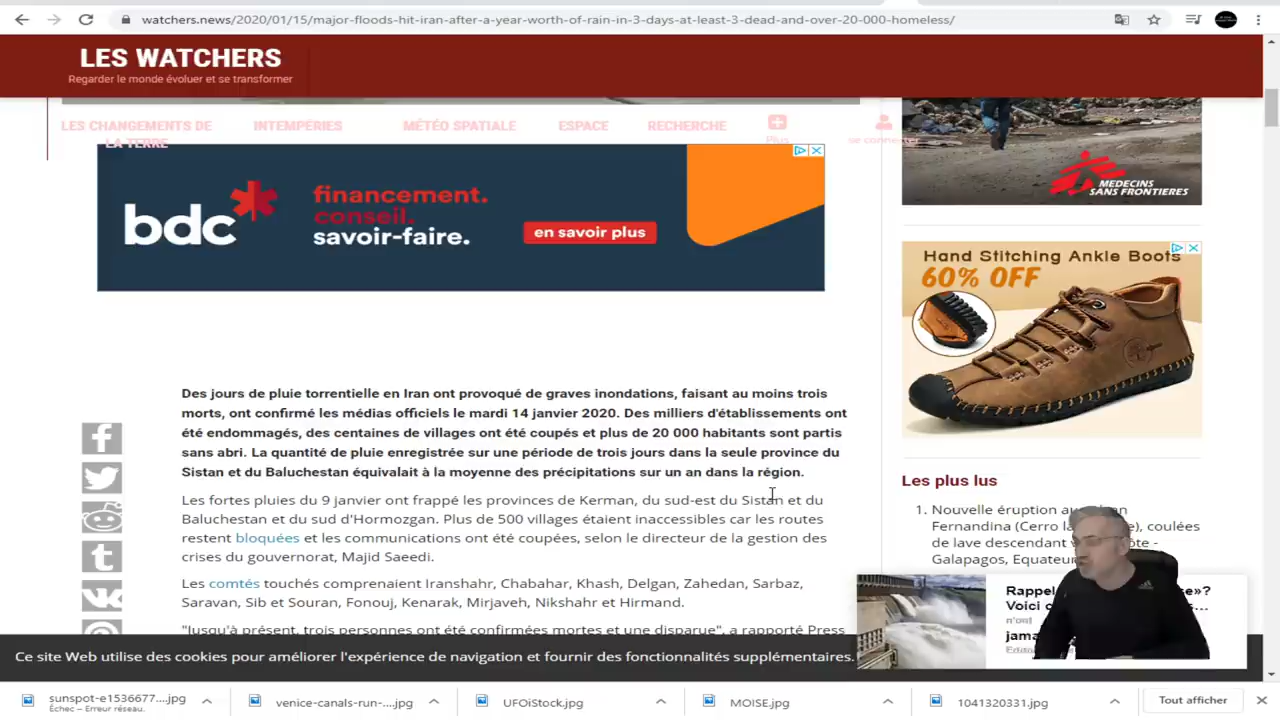 watchers.news/2020/01/15/major-floods-hit-iran-after-a-year-worth-of-rain-in-3-days-at-least-3-dead-and-over-20-000-homeless/
LES WATCHERS
Regarder le monde évoluer et se transformer
LES CHANGEMENTS DE
LA TERRE
INTEMPÉRIES
MÉTÉO SPATIALE
ESPACE
RECHERCHE
Plus
se connecter
bdc
financement.
conseil.
savoir-faire.
en savoir plus
MEDECINS
SANS FRONTIERES
Hand Stitching Ankle Boots
60% OFF
Des jours de pluie torrentielle en Iran ont provoqué de graves inondations, faisant au moins trois
morts, ont confirmé les médias officiels le mardi 14 janvier 2020. Des milliers d'établissements ont
été endommagés, des centaines de villages ont été coupés et plus de 20 000 habitants sont partis
sans abri. La quantité de pluie enregistrée sur une période de trois jours dans la seule province du
Sistan et du Baluchestan équivalait à la moyenne des précipitations sur un an dans la région.
Les fortes pluies du 9 janvier ont frappé les provinces de Kerman, du sud-est du Sistan et du
Baluchestan et du sud d'Hormozgan. Plus de 500 villages étaient inaccessibles car les routes
restent bloquées et les communications ont été coupées, selon le directeur de la gestion des
crises du gouvernorat, Majid Saeedi.
Les comtés touchés comprenaient Iranshahr, Chabahar, Khash, Delgan, Zahedan, Sarbaz,
Saravan, Sib et Souran, Fonouj, Kenarak, Mirjaveh, Nikshahr et Hirmand.
"Jusqu'à présent, trois personnes ont été confirmées mortes et une disparue", a rapporté Press
Les plus lus
1. Nouvelle éruption au
Fernandina (Cerro la, coulées
de lave descendant
Galapagos, Equateur
Rappel
Voici
n'ont
jama
Ce site Web utilise des cookies pour améliorer l'expérience de navigation et fournir des fonctionnalités supplémentaires.
sunspot-e1536677....jpg
Échec – Erreur réseau.
venice-canals-run-....jpg
UFOiStock.jpg
MOISE.jpg
1041320331.jpg
Tout afficher